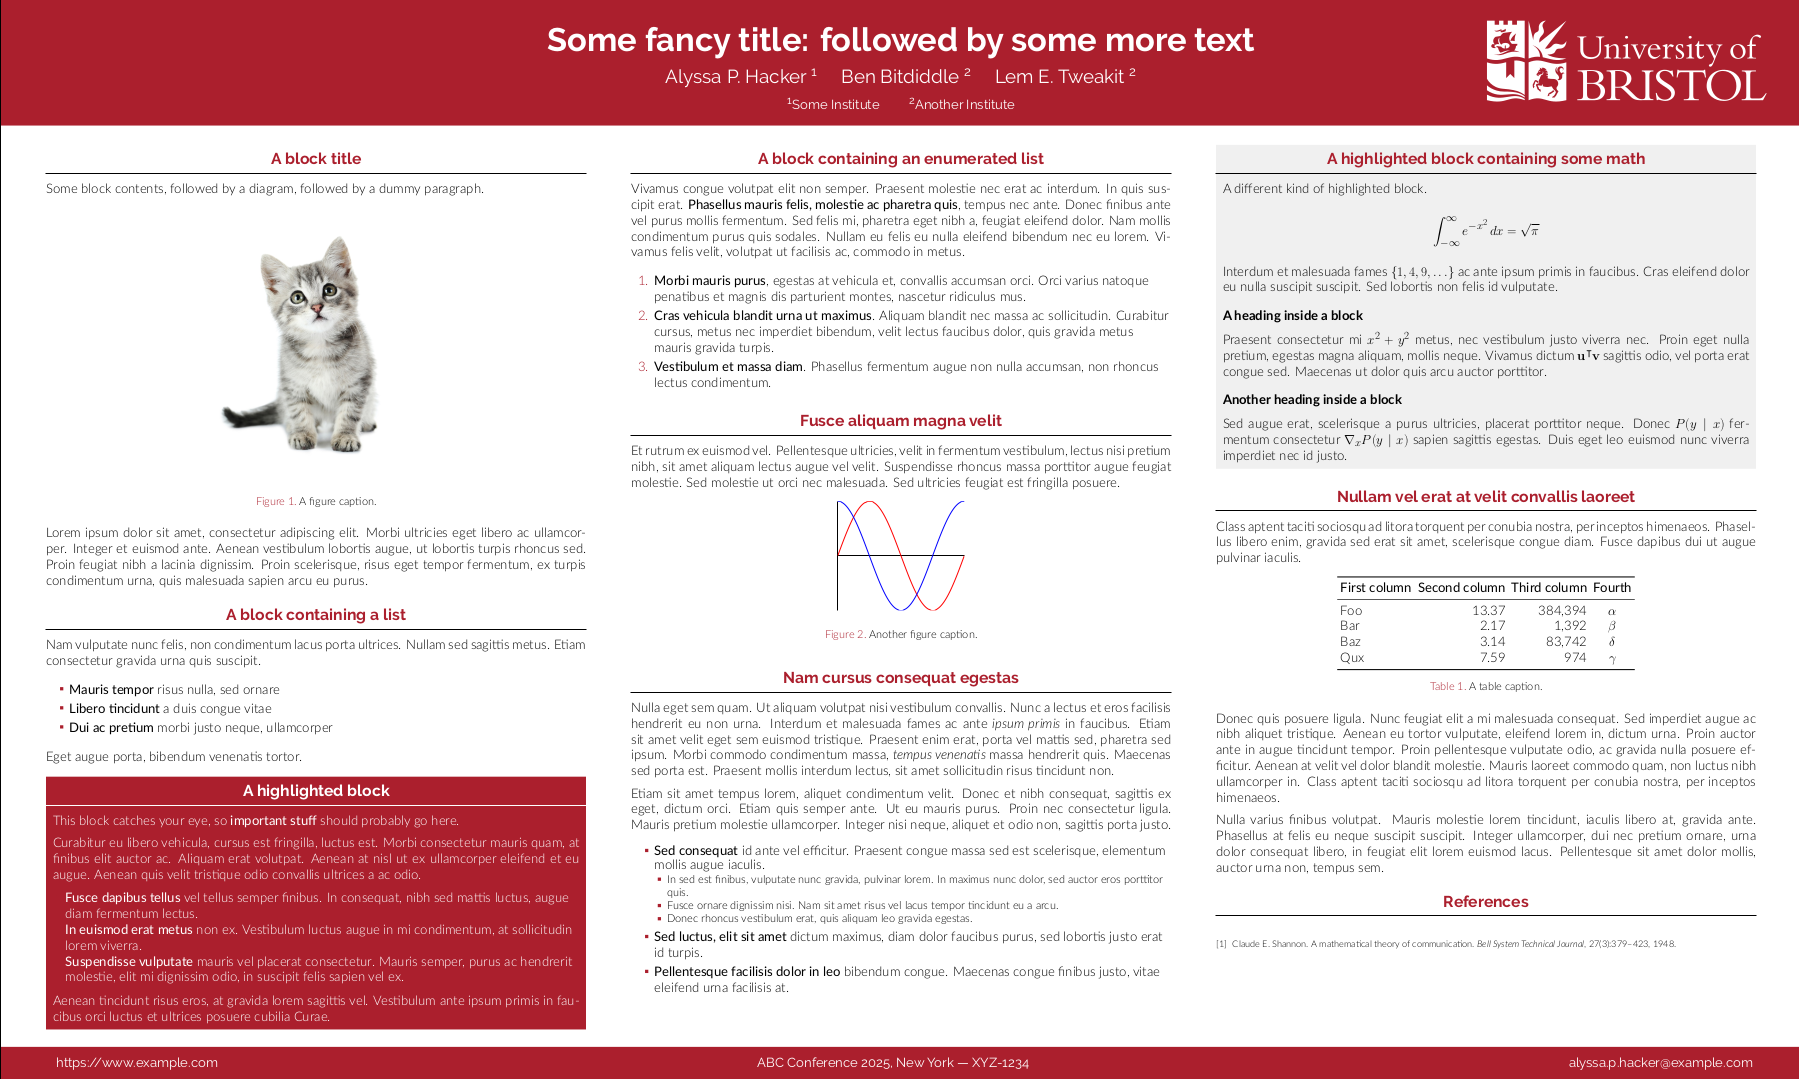 Some fancy title: followed by some more text
Alyssa P. Hacker ¹ Ben Bitdiddle ² Lem E. Tweakit ²
¹Some Institute ²Another Institute
University of
BRISTOL
A block title
Some block contents, followed by a diagram, followed by a dummy paragraph.
Figure 1. A figure caption.
Lorem ipsum dolor sit amet, consectetur adipiscing elit. Morbi ultricies eget libero ac ullamcor-
per. Integer et euismod ante. Aenean vestibulum lobortis augue, ut lobortis turpis rhoncus sed.
Proin feugiat nibh a lacinia dignissim. Proin scelerisque, risus eget tempor fermentum, ex turpis
condimentum urna, quis malesuada sapien arcu eu purus.
A block containing a list
Nam vulputate nunc felis, non condimentum lacus porta ultrices. Nullam sed sagittis metus. Etiam
consectetur gravida urna quis suscipit.
▪ Mauris tempor risus nulla, sed ornare
▪ Libero tincidunt a duis congue vitae
▪ Dui ac pretium morbi justo neque, ullamcorper
Eget augue porta, bibendum venenatis tortor.
A highlighted block
This block catches your eye, so important stuff should probably go here.
Curabitur eu libero vehicula, cursus est fringilla, luctus est. Morbi consectetur mauris quam, at
finibus elit auctor ac. Aliquam erat volutpat. Aenean at nisl ut ex ullamcorper eleifend et eu
augue. Aenean quis velit tristique odio convallis ultrices a ac odio.
Fusce dapibus tellus vel tellus semper finibus. In consequat, nibh sed mattis luctus, augue
diam fermentum lectus.
In euismod erat metus non ex. Vestibulum luctus augue in mi condimentum, at sollicitudin
lorem viverra.
Suspendisse vulputate mauris vel placerat consectetur. Mauris semper, purus ac hendrerit
molestie, elit mi dignissim odio, in suscipit felis sapien vel ex.
Aenean tincidunt risus eros, at gravida lorem sagittis vel. Vestibulum ante ipsum primis in fau-
cibus orci luctus et ultrices posuere cubilia Curae.
A block containing an enumerated list
Vivamus congue volutpat elit non semper. Praesent molestie nec erat ac interdum. In quis sus-
cipit erat. Phasellus mauris felis, molestie ac pharetra quis, tempus nec ante. Donec finibus ante
vel purus mollis fermentum. Sed felis mi, pharetra eget nibh a, feugiat eleifend dolor. Nam mollis
condimentum purus quis sodales. Nullam eu felis eu nulla eleifend bibendum nec eu lorem. Vi-
vamus felis velit, volutpat ut facilisis ac, commodo in metus.
1. Morbi mauris purus, egestas at vehicula et, convallis accumsan orci. Orci varius natoque
penatibus et magnis dis parturient montes, nascetur ridiculus mus.
2. Cras vehicula blandit urna ut maximus. Aliquam blandit nec massa ac sollicitudin. Curabitur
cursus, metus nec imperdiet bibendum, velit lectus faucibus dolor, quis gravida metus
mauris gravida turpis.
3. Vestibulum et massa diam. Phasellus fermentum augue non nulla accumsan, non rhoncus
lectus condimentum.
Fusce aliquam magna velit
Et rutrum ex euismod vel. Pellentesque ultricies, velit in fermentum vestibulum, lectus nisi pretium
nibh, sit amet aliquam lectus augue vel velit. Suspendisse rhoncus massa porttitor augue feugiat
molestie. Sed molestie ut orci nec malesuada. Sed ultricies feugiat est fringilla posuere.
Figure 2. Another figure caption.
Nam cursus consequat egestas
Nulla eget sem quam. Ut aliquam volutpat nisi vestibulum convallis. Nunc a lectus et eros facilisis
hendrerit eu non urna. Interdum et malesuada fames ac ante ipsum primis in faucibus. Etiam
sit amet velit eget sem euismod tristique. Praesent enim erat, porta vel mattis sed, pharetra sed
ipsum. Morbi commodo condimentum massa, tempus venenatis massa hendrerit quis. Maecenas
sed porta est. Praesent mollis interdum lectus, sit amet sollicitudin risus tincidunt non.
Etiam sit amet tempus lorem, aliquet condimentum velit. Donec et nibh consequat, sagittis ex
eget, dictum orci. Etiam quis semper ante. Ut eu mauris purus. Proin nec consectetur ligula.
Mauris pretium molestie ullamcorper. Integer nisi neque, aliquet et odio non, sagittis porta justo.
▪ Sed consequat id ante vel efficitur. Praesent congue massa sed est scelerisque, elementum
mollis augue iaculis.
▪ In sed est finibus, vulputate nunc gravida, pulvinar lorem. In maximus nunc dolor, sed auctor eros porttitor
quis.
▪ Fusce ornare dignissim nisi. Nam sit amet risus vel lacus tempor tincidunt eu a arcu.
▪ Donec rhoncus vestibulum erat, quis aliquam leo gravida egestas.
▪ Sed luctus, elit sit amet dictum maximus, diam dolor faucibus purus, sed lobortis justo erat
id turpis.
▪ Pellentesque facilisis dolor in leo bibendum congue. Maecenas congue finibus justo, vitae
eleifend urna facilisis at.
A highlighted block containing some math
A different kind of highlighted block.
∫_{−∞}^{∞} e^{−x²} dx = √π
Interdum et malesuada fames {1, 4, 9, . . .} ac ante ipsum primis in faucibus. Cras eleifend dolor
eu nulla suscipit suscipit. Sed lobortis non felis id vulputate.
A heading inside a block
Praesent consectetur mi x² + y² metus, nec vestibulum justo viverra nec. Proin eget nulla
pretium, egestas magna aliquam, mollis neque. Vivamus dictum u⊺v sagittis odio, vel porta erat
congue sed. Maecenas ut dolor quis arcu auctor porttitor.
Another heading inside a block
Sed augue erat, scelerisque a purus ultricies, placerat porttitor neque. Donec P(y | x) fer-
mentum consectetur ∇ₓP(y | x) sapien sagittis egestas. Duis eget leo euismod nunc viverra
imperdiet nec id justo.
Nullam vel erat at velit convallis laoreet
Class aptent taciti sociosqu ad litora torquent per conubia nostra, per inceptos himenaeos. Phasel-
lus libero enim, gravida sed erat sit amet, scelerisque congue diam. Fusce dapibus dui ut augue
pulvinar iaculis.
First column Second column Third column Fourth
Foo 13.37 384,394 α
Bar 2.17 1,392 β
Baz 3.14 83,742 δ
Qux 7.59 974 γ
Table 1. A table caption.
Donec quis posuere ligula. Nunc feugiat elit a mi malesuada consequat. Sed imperdiet augue ac
nibh aliquet tristique. Aenean eu tortor vulputate, eleifend lorem in, dictum urna. Proin auctor
ante in augue tincidunt tempor. Proin pellentesque vulputate odio, ac gravida nulla posuere ef-
ficitur. Aenean at velit vel dolor blandit molestie. Mauris laoreet commodo quam, non luctus nibh
ullamcorper in. Class aptent taciti sociosqu ad litora torquent per conubia nostra, per inceptos
himenaeos.
Nulla varius finibus volutpat. Mauris molestie lorem tincidunt, iaculis libero at, gravida ante.
Phasellus at felis eu neque suscipit suscipit. Integer ullamcorper, dui nec pretium ornare, urna
dolor consequat libero, in feugiat elit lorem euismod lacus. Pellentesque sit amet dolor mollis,
auctor urna non, tempus sem.
References
[1] Claude E. Shannon. A mathematical theory of communication. Bell System Technical Journal, 27(3):379–423, 1948.
https://www.example.com
ABC Conference 2025, New York — XYZ-1234
alyssa.p.hacker@example.com